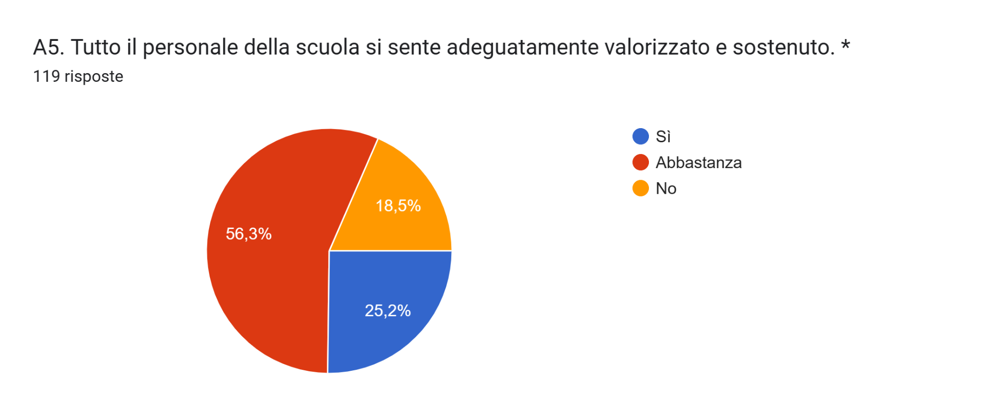 A5. Tutto il personale della scuola si sente adeguatamente valorizzato e sostenuto. *
119 risposte
Sì
Abbastanza
No
18,5%
56,3%
25,2%